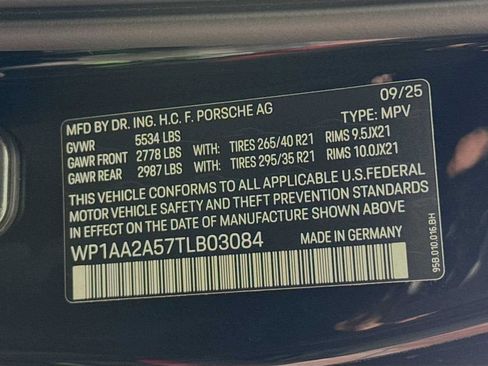 09/25
MFD BY DR. ING. H.C. F. PORSCHE AG TYPE: MPV
GVWR 5534 LBS
GAWR FRONT 2778 LBS WITH: TIRES 265/40 R21 RIMS 9.5JX21
GAWR REAR 2987 LBS WITH: TIRES 295/35 R21 RIMS 10.0JX21
THIS VEHICLE CONFORMS TO ALL APPLICABLE U.S.FEDERAL
MOTOR VEHICLE SAFETY AND THEFT PREVENTION STANDARDS
IN EFFECT ON THE DATE OF MANUFACTURE SHOWN ABOVE.
WP1AA2A57TLB03084 MADE IN GERMANY
95B.010.016.BH